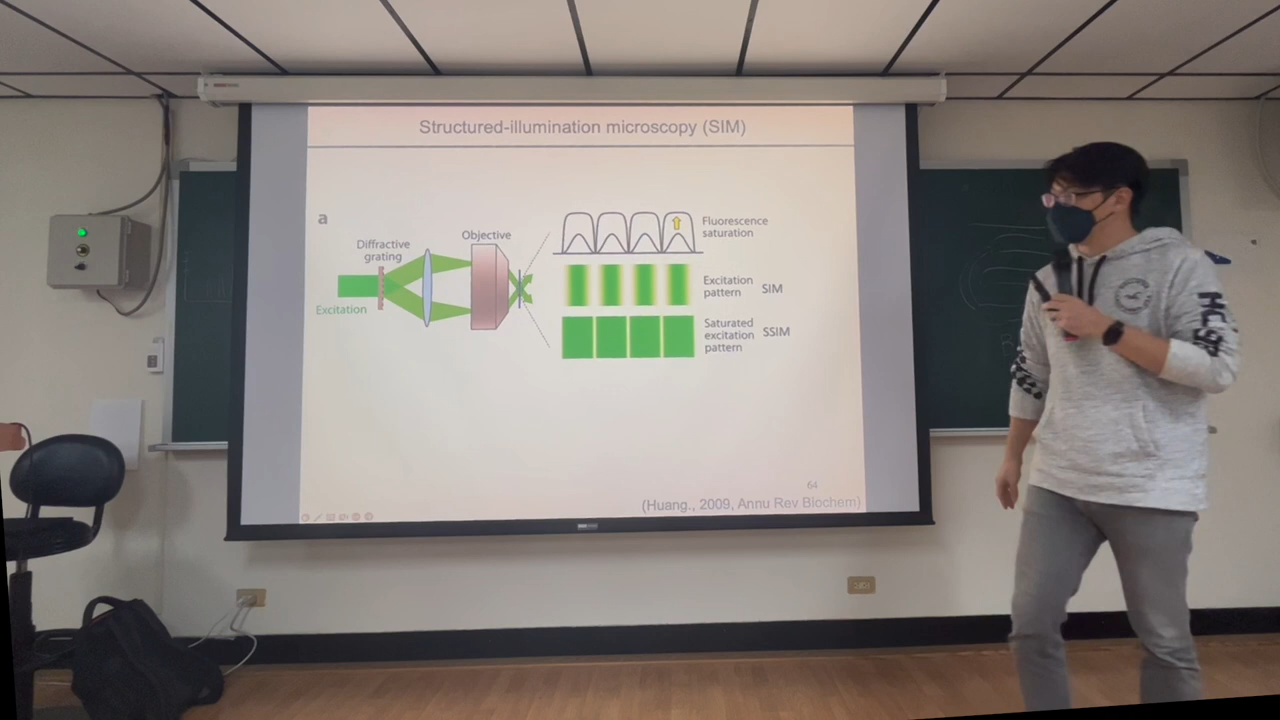 Structured-illumination microscopy (SIM)
a
Diffractive
grating
Objective
Excitation
Fluorescence
saturation
Excitation
pattern
SIM
Saturated
excitation
pattern
SSIM
64
(Huang., 2009, Annu Rev Biochem)